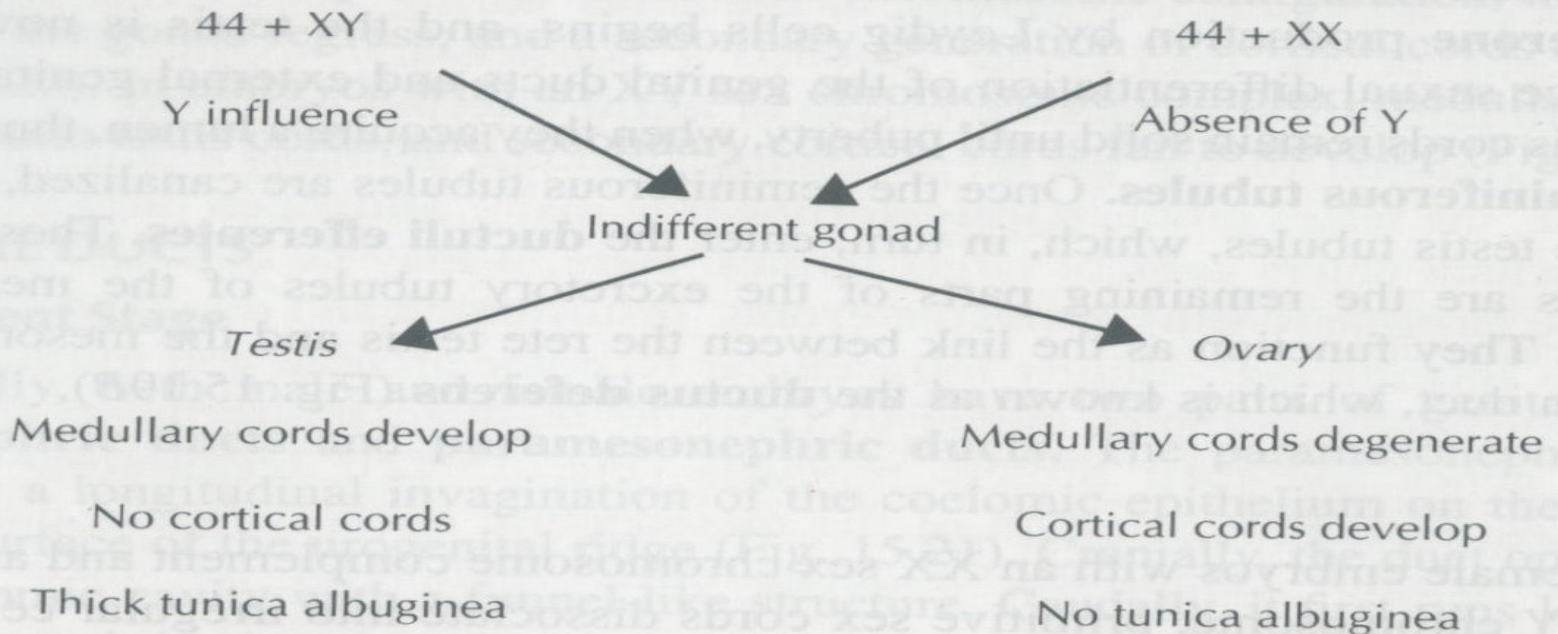 44 + XY
44 + XX
Y influence
Absence of Y
Indifferent gonad
Testis
Ovary
Medullary cords develop
Medullary cords degenerate
No cortical cords
Cortical cords develop
Thick tunica albuginea
No tunica albuginea